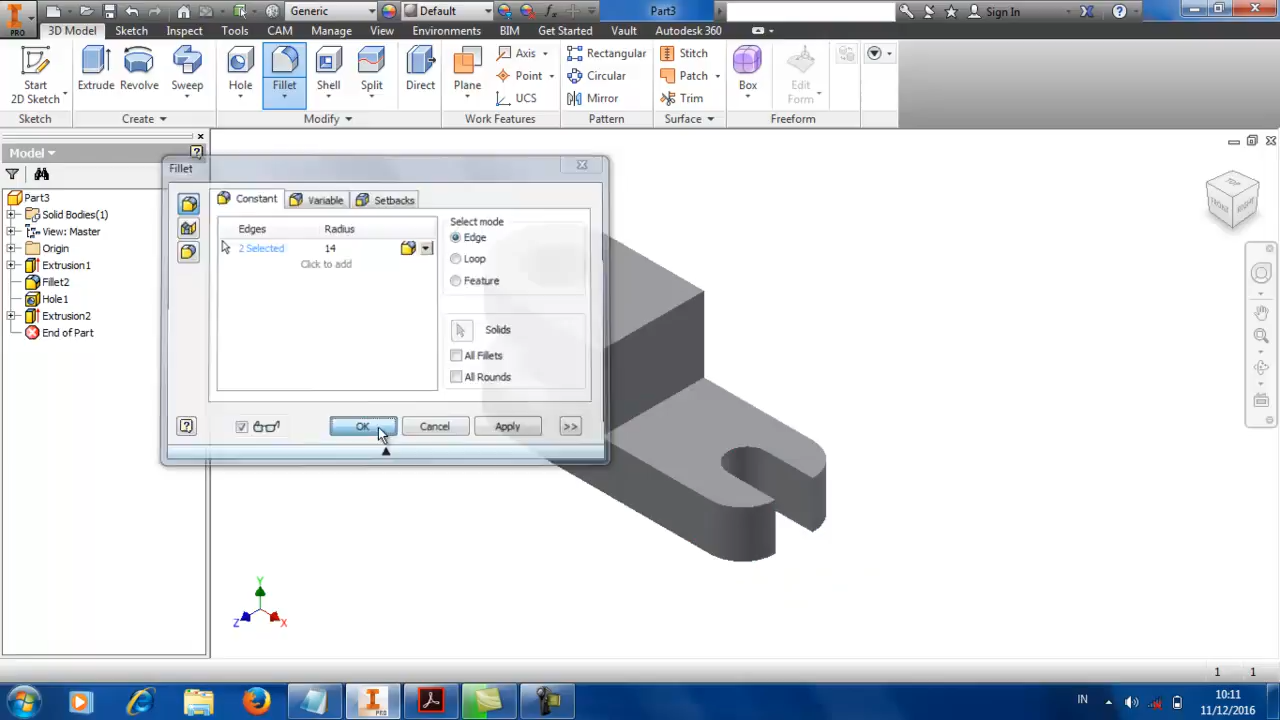 PRO
Generic
Default
Part3
Sign In
3D Model
Sketch
Inspect
Tools
CAM
Manage
View
Environments
BIM
Get Started
Vault
Autodesk 360
Start
2D Sketch
Extrude
Revolve
Sweep
Hole
Fillet
Shell
Split
Direct
Plane
Axis
Point
UCS
Rectangular
Circular
Mirror
Stitch
Patch
Trim
Box
Edit
Form
Sketch
Create
Modify
Work Features
Pattern
Surface
Freeform
Model
Part3
Solid Bodies(1)
View: Master
Origin
Extrusion1
Fillet2
Hole1
Extrusion2
End of Part
Fillet
Constant
Variable
Setbacks
Edges Radius
2 Selected 14
Click to add
Select mode
Edge
Loop
Feature
Solids
All Fillets
All Rounds
OK
Cancel
Apply
>>
TOP
FRONT
RIGHT
Y
Z
X
1 1
PRO
IN
10:11
11/12/2016